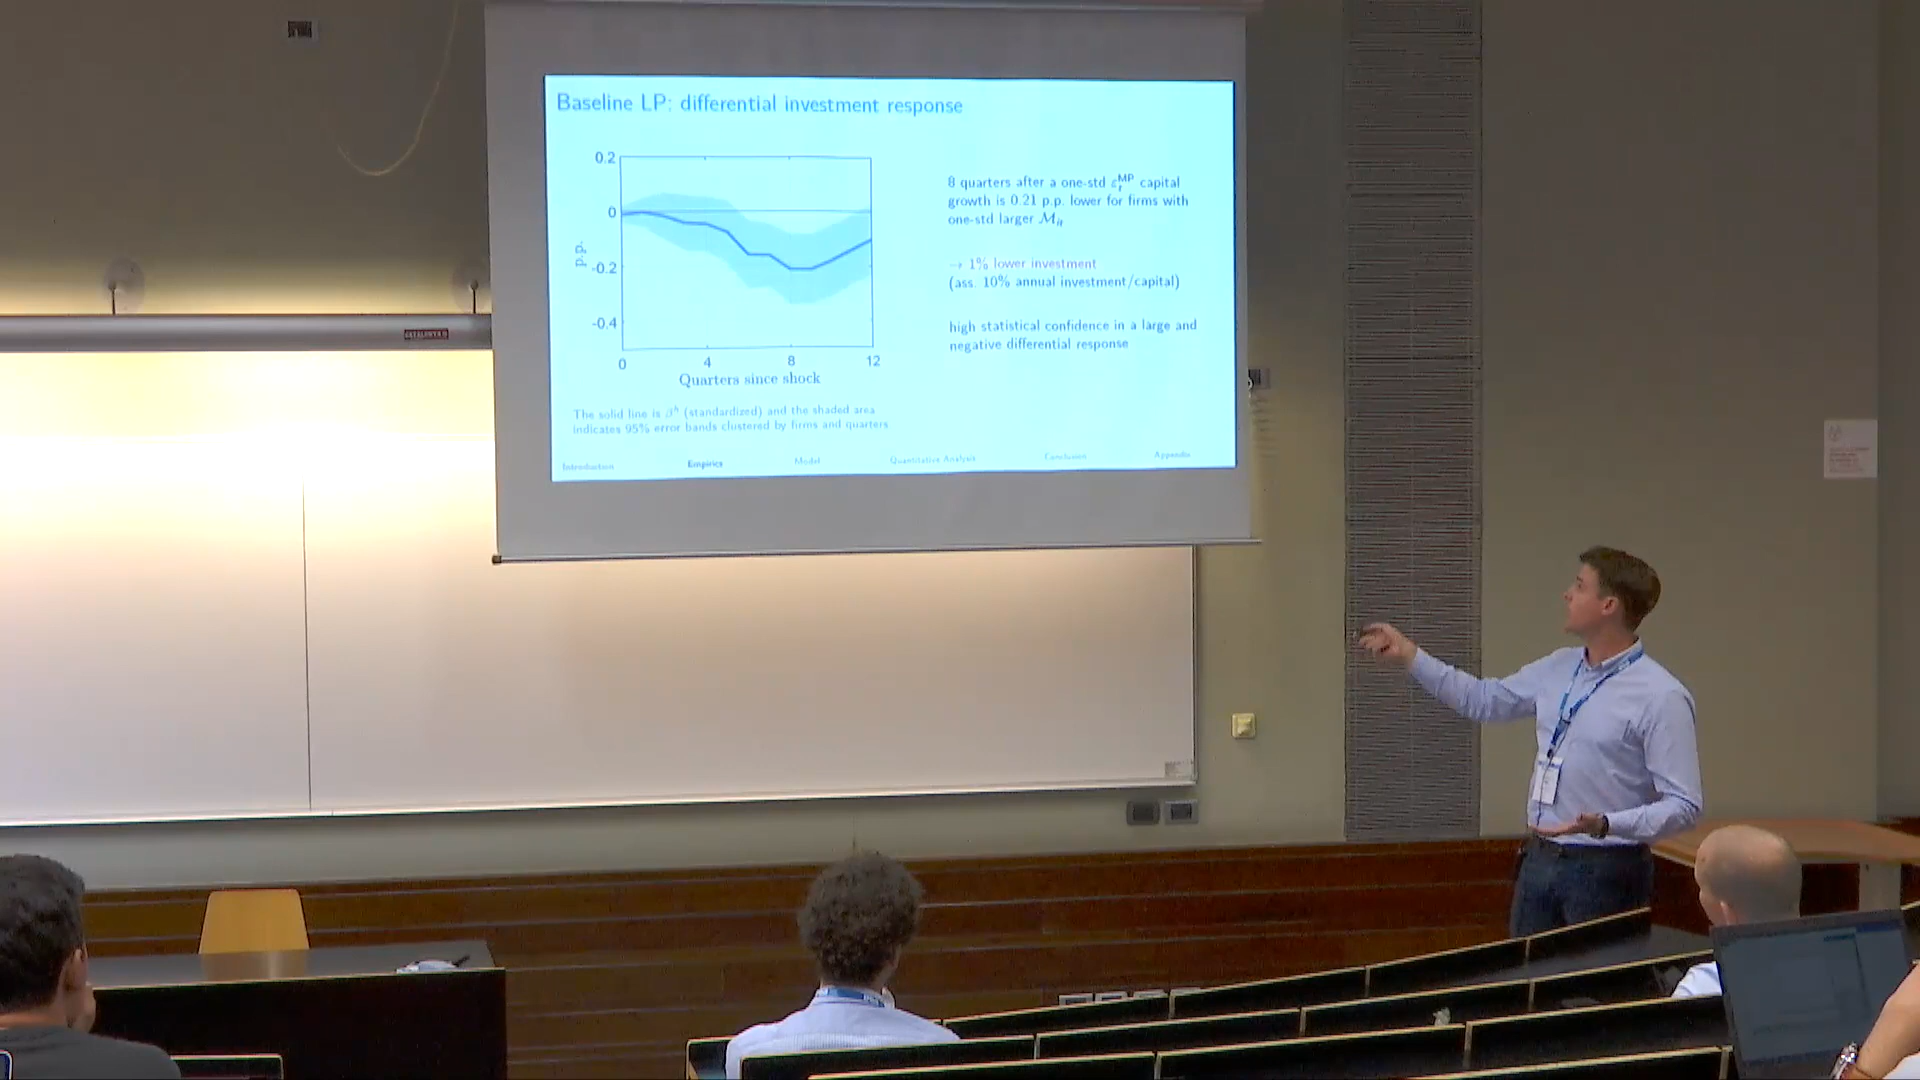 Baseline LP: differential investment response
0.2
0
-0.2
-0.4
p.p.
0 4 8 12
Quarters since shock
8 quarters after a one-std ε_t^MP capital
growth is 0.21 p.p. lower for firms with
one-std larger ℳ_it
→ 1% lower investment
(ass. 10% annual investment/capital)
high statistical confidence in a large and
negative differential response
The solid line is β^h (standardized) and the shaded area
indicates 95% error bands clustered by firms and quarters
Introduction Empirics Model Quantitative Analysis Conclusion Appendix